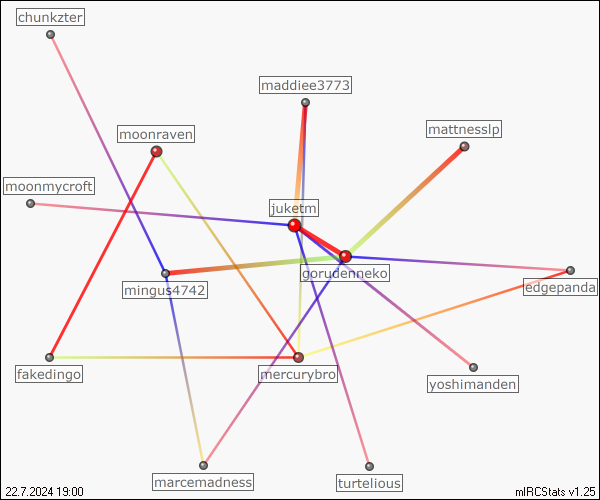 chunkzter
maddiee3773
mattnesslp
moonraven
moonmycroft
juketm
gorudenneko
edgepanda
mingus4742
fakedingo
mercurybro
yoshimanden
marcemadness
turtelious
22.7.2024 19:00
mIRCStats v1.25